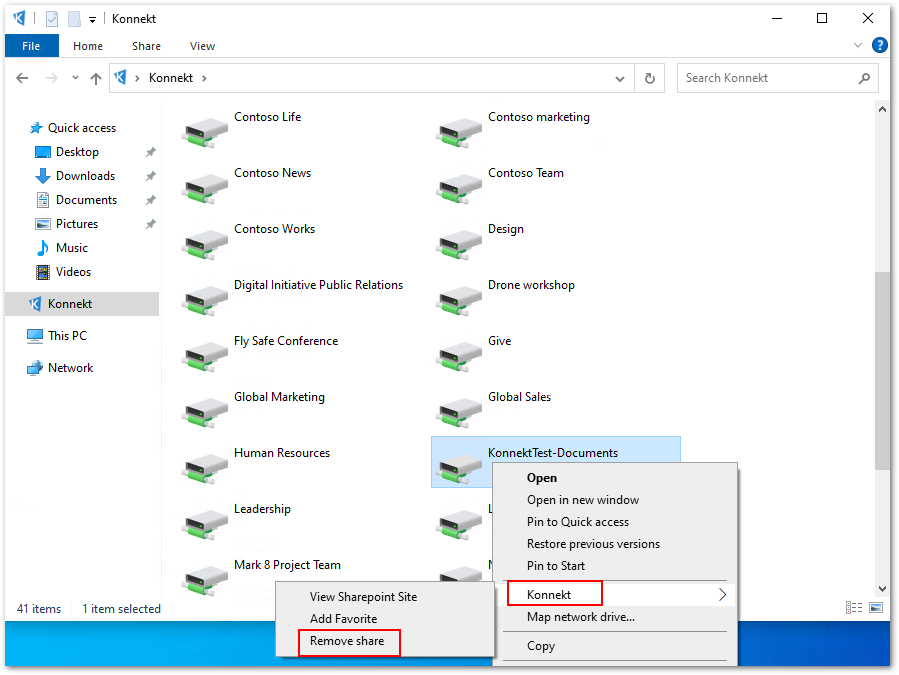 Konnekt
File Home Share View
Konnekt
Search Konnekt
Quick access
Desktop
Downloads
Documents
Pictures
Music
Videos
Konnekt
This PC
Network
Contoso Life Contoso marketing
Contoso News Contoso Team
Contoso Works Design
Digital Initiative Public Relations Drone workshop
Fly Safe Conference Give
Global Marketing Global Sales
Human Resources KonnektTest-Documents
Leadership
Mark 8 Project Team
Open
Open in new window
Pin to Quick access
Restore previous versions
Pin to Start
Konnekt
Map network drive...
Copy
View Sharepoint Site
Add Favorite
Remove share
41 items 1 item selected